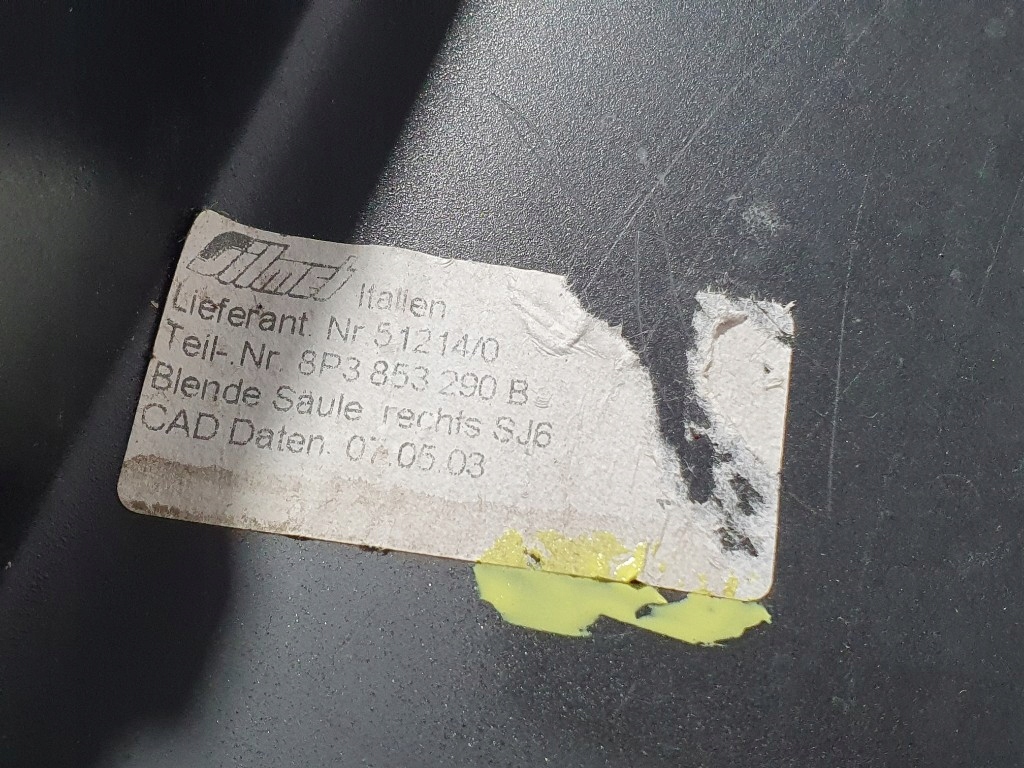 Silmet Italien
Lieferant. Nr 51214/0
Teil-.Nr. 8P3 853 290 B
Blende Säule rechts SJ6
CAD Daten. 07.05.03